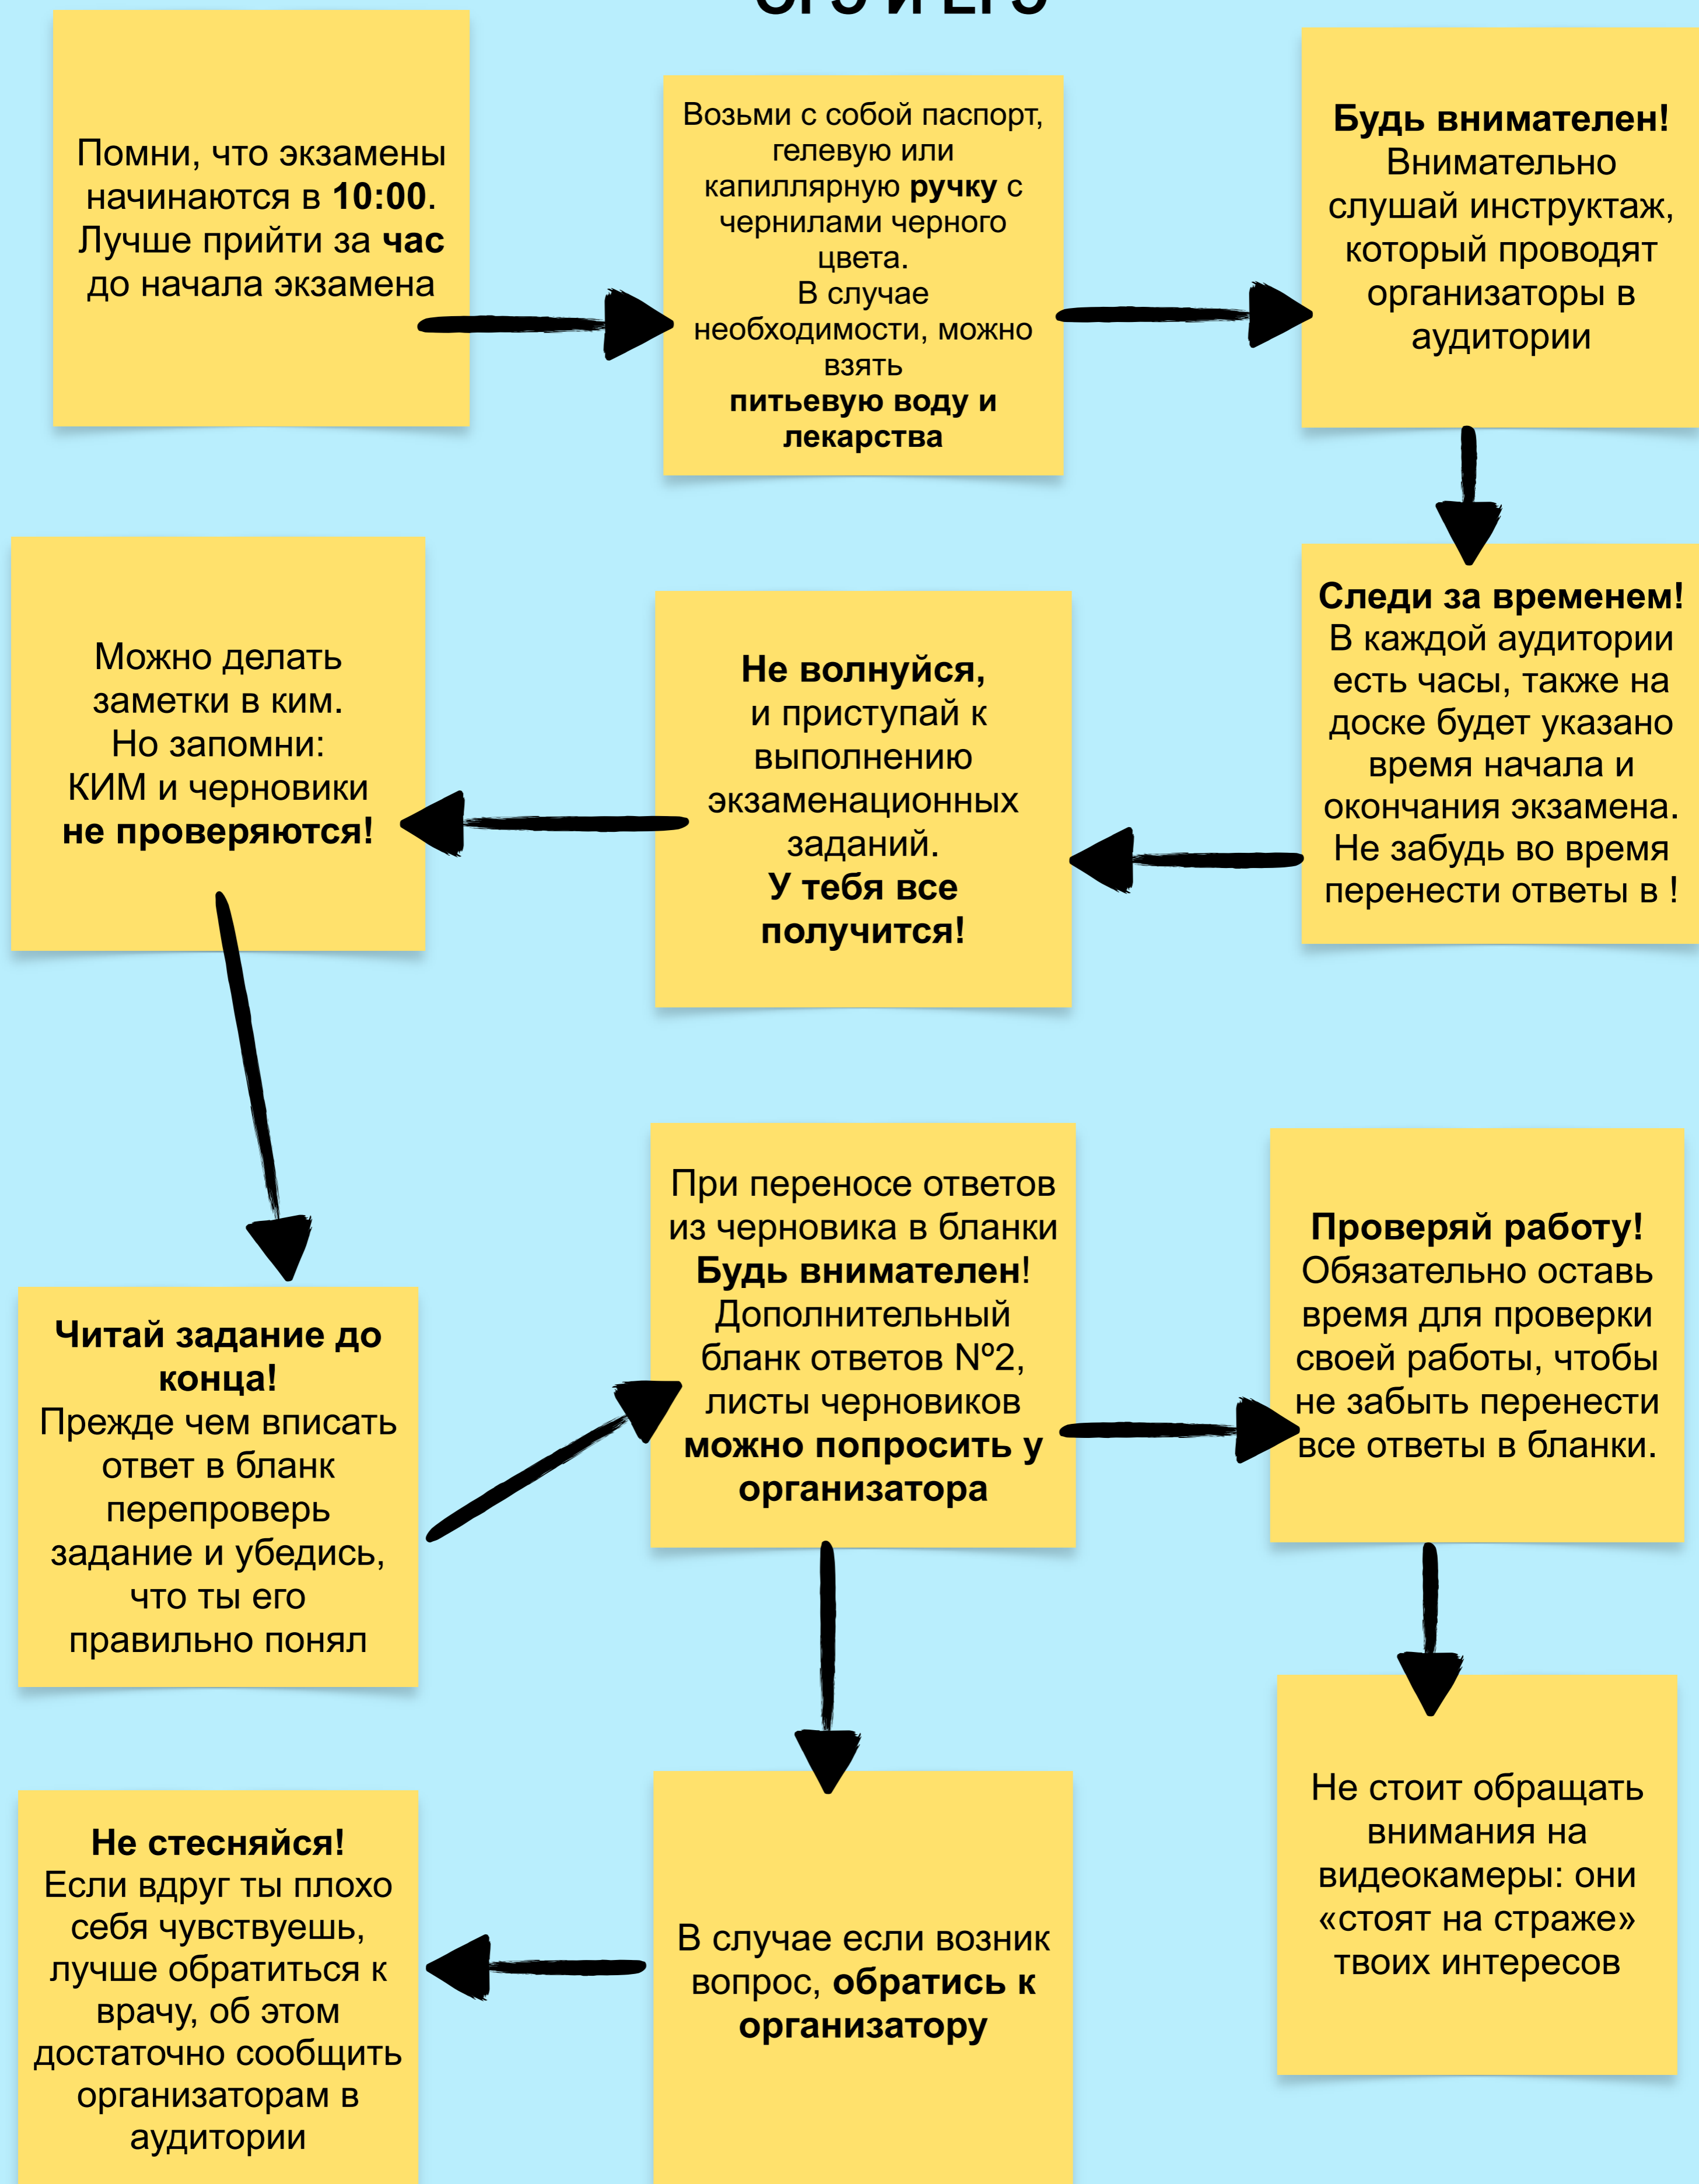 ОГЭ И ЕГЭ
Помни, что экзамены
начинаются в 10:00.
Лучше прийти за час
до начала экзамена
Возьми с собой паспорт,
гелевую или
капиллярную ручку с
чернилами черного
цвета.
В случае
необходимости, можно
взять
питьевую воду и
лекарства
Будь внимателен!
Внимательно
слушай инструктаж,
который проводят
организаторы в
аудитории
Следи за временем!
В каждой аудитории
есть часы, также на
доске будет указано
время начала и
окончания экзамена.
Не забудь во время
перенести ответы в !
Не волнуйся,
и приступай к
выполнению
экзаменационных
заданий.
У тебя все
получится!
Можно делать
заметки в ким.
Но запомни:
КИМ и черновики
не проверяются!
Читай задание до
конца!
Прежде чем вписать
ответ в бланк
перепроверь
задание и убедись,
что ты его
правильно понял
При переносе ответов
из черновика в бланки
Будь внимателен!
Дополнительный
бланк ответов №2,
листы черновиков
можно попросить у
организатора
Проверяй работу!
Обязательно оставь
время для проверки
своей работы, чтобы
не забыть перенести
все ответы в бланки.
Не стоит обращать
внимания на
видеокамеры: они
«стоят на страже»
твоих интересов
В случае если возник
вопрос, обратись к
организатору
Не стесняйся!
Если вдруг ты плохо
себя чувствуешь,
лучше обратиться к
врачу, об этом
достаточно сообщить
организаторам в
аудитории